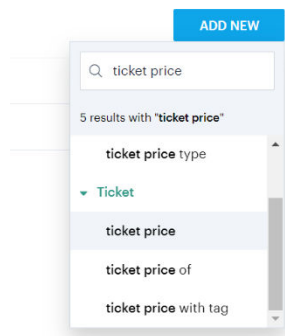 ADD NEW
ticket price
5 results with "ticket price"
ticket price type
Ticket
ticket price
ticket price of
ticket price with tag